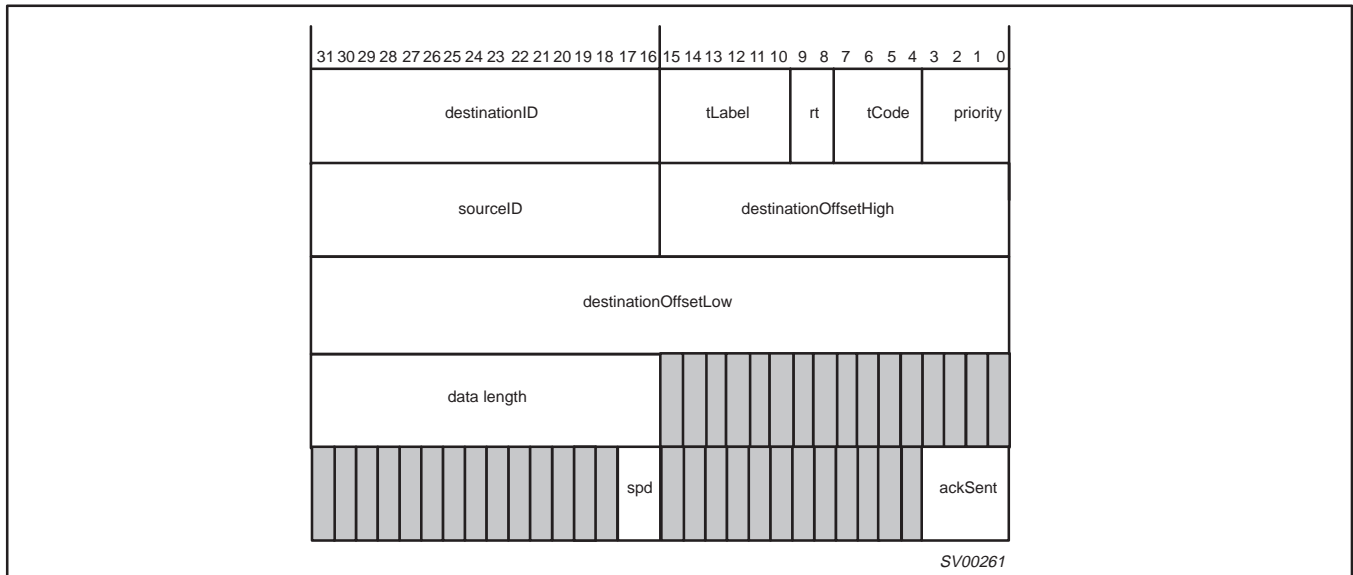 31 30 29 28 27 26 25 24 23 22 21 20 19 18 17 16 15 14 13 12 11 10 9 8 7 6 5 4 3 2 1 0
destinationID tLabel rt tCode priority
sourceID destinationOffsetHigh
destinationOffsetLow
data length
spd ackSent
SV00261